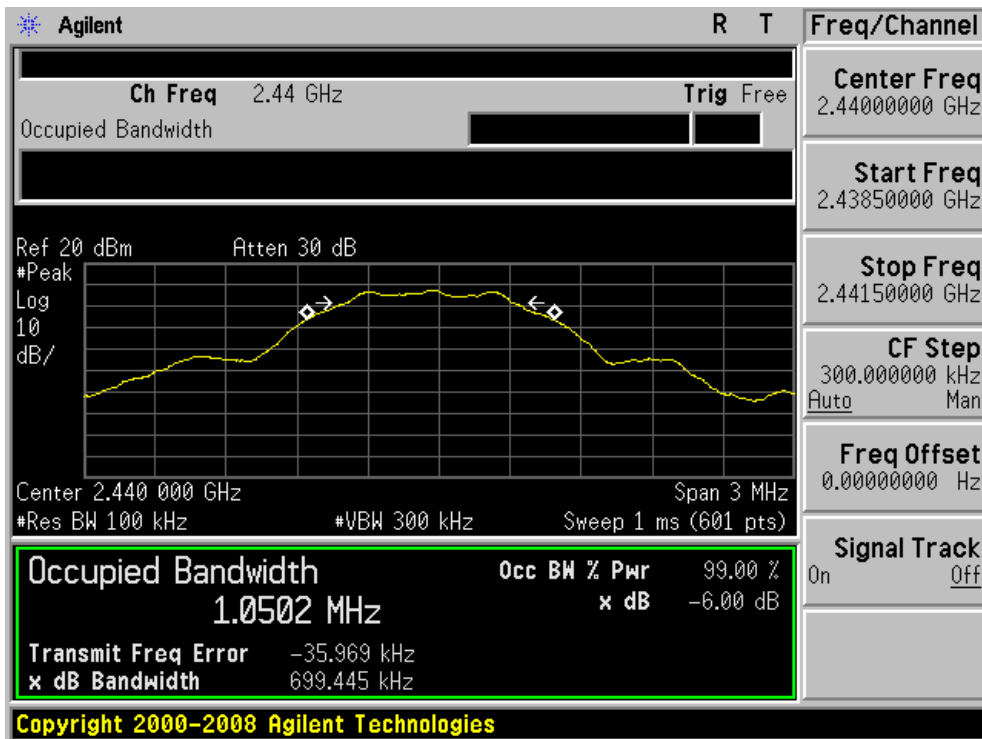 Agilent R T
Ch Freq 2.44 GHz Trig Free
Occupied Bandwidth
Ref 20 dBm Atten 30 dB
#Peak
Log
10
dB/
Center 2.440 000 GHz Span 3 MHz
#Res BW 100 kHz #VBW 300 kHz Sweep 1 ms (601 pts)
Occupied Bandwidth
1.0502 MHz
Occ BW % Pwr 99.00 %
x dB -6.00 dB
Transmit Freq Error -35.969 kHz
x dB Bandwidth 699.445 kHz
Copyright 2000-2008 Agilent Technologies
Freq/Channel
Center Freq
2.44000000 GHz
Start Freq
2.43850000 GHz
Stop Freq
2.44150000 GHz
CF Step
300.000000 kHz
Auto Man
Freq Offset
0.00000000 Hz
Signal Track
On Off